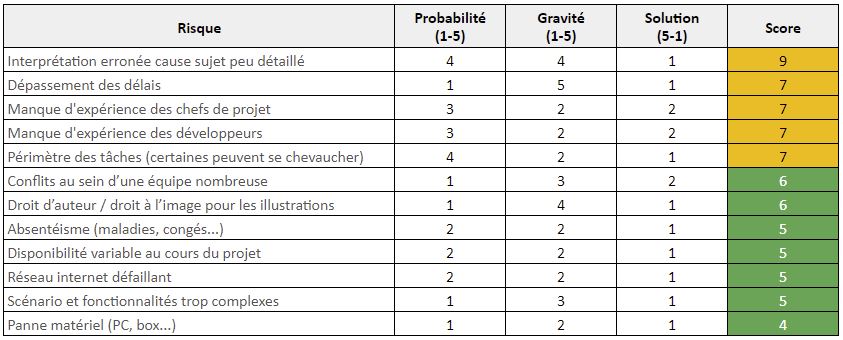 Risque Probabilité (1-5) Gravité (1-5) Solution (5-1) Score
Interprétation erronée cause sujet peu détaillé 4 4 1 9
Dépassement des délais 1 5 1 7
Manque d'expérience des chefs de projet 3 2 2 7
Manque d'expérience des développeurs 3 2 2 7
Périmètre des tâches (certaines peuvent se chevaucher) 4 2 1 7
Conflits au sein d’une équipe nombreuse 1 3 2 6
Droit d’auteur / droit à l’image pour les illustrations 1 4 1 6
Absentéisme (maladies, congés...) 2 2 1 5
Disponibilité variable au cours du projet 2 2 1 5
Réseau internet défaillant 2 2 1 5
Scénario et fonctionnalités trop complexes 1 3 1 5
Panne matériel (PC, box...) 1 2 1 4